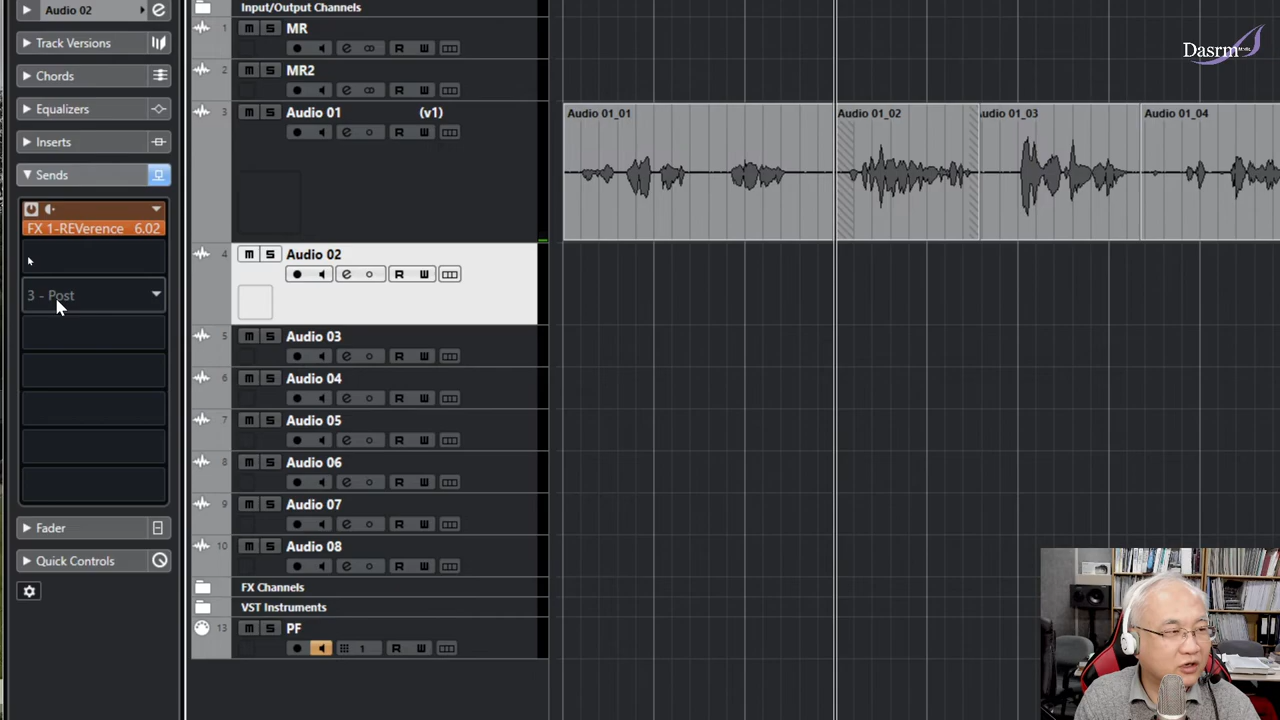 Audio 02
Track Versions
Chords
Equalizers
Inserts
Sends
FX 1-REVerence 6.02
3 - Post
Fader
Quick Controls
Input/Output Channels
1 m S MR
R W
2 m S MR2
R W
3 m S Audio 01 (v1)
R W
4 m S Audio 02
R W
5 m S Audio 03
R W
6 m S Audio 04
R W
7 m S Audio 05
R W
8 m S Audio 06
R W
9 m S Audio 07
R W
10 m S Audio 08
R W
FX Channels
VST Instruments
13 m S PF
1 R W
Audio 01_01
Audio 01_02
Audio 01_03
Audio 01_04
Dasrm